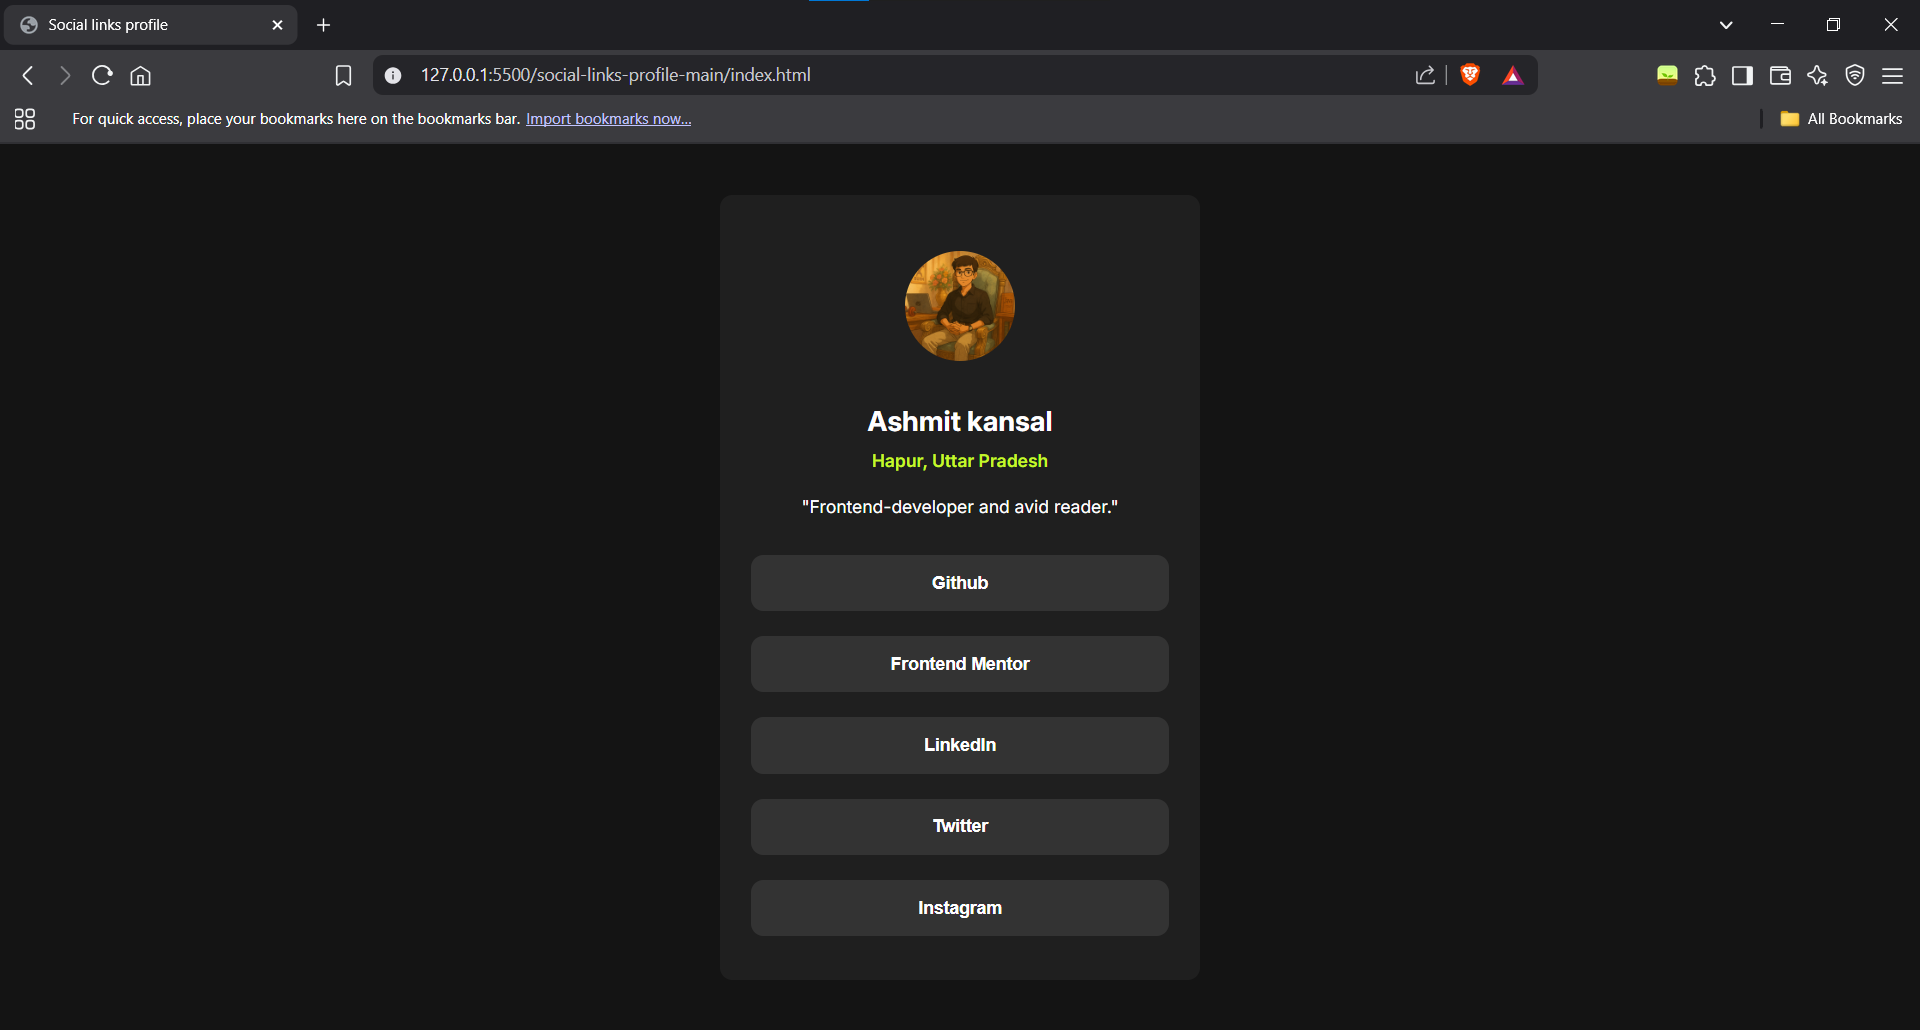 Social links profile
127.0.0.1:5500/social-links-profile-main/index.html
For quick access, place your bookmarks here on the bookmarks bar. Import bookmarks now...
All Bookmarks
Ashmit kansal
Hapur, Uttar Pradesh
"Frontend-developer and avid reader."
Github
Frontend Mentor
LinkedIn
Twitter
Instagram